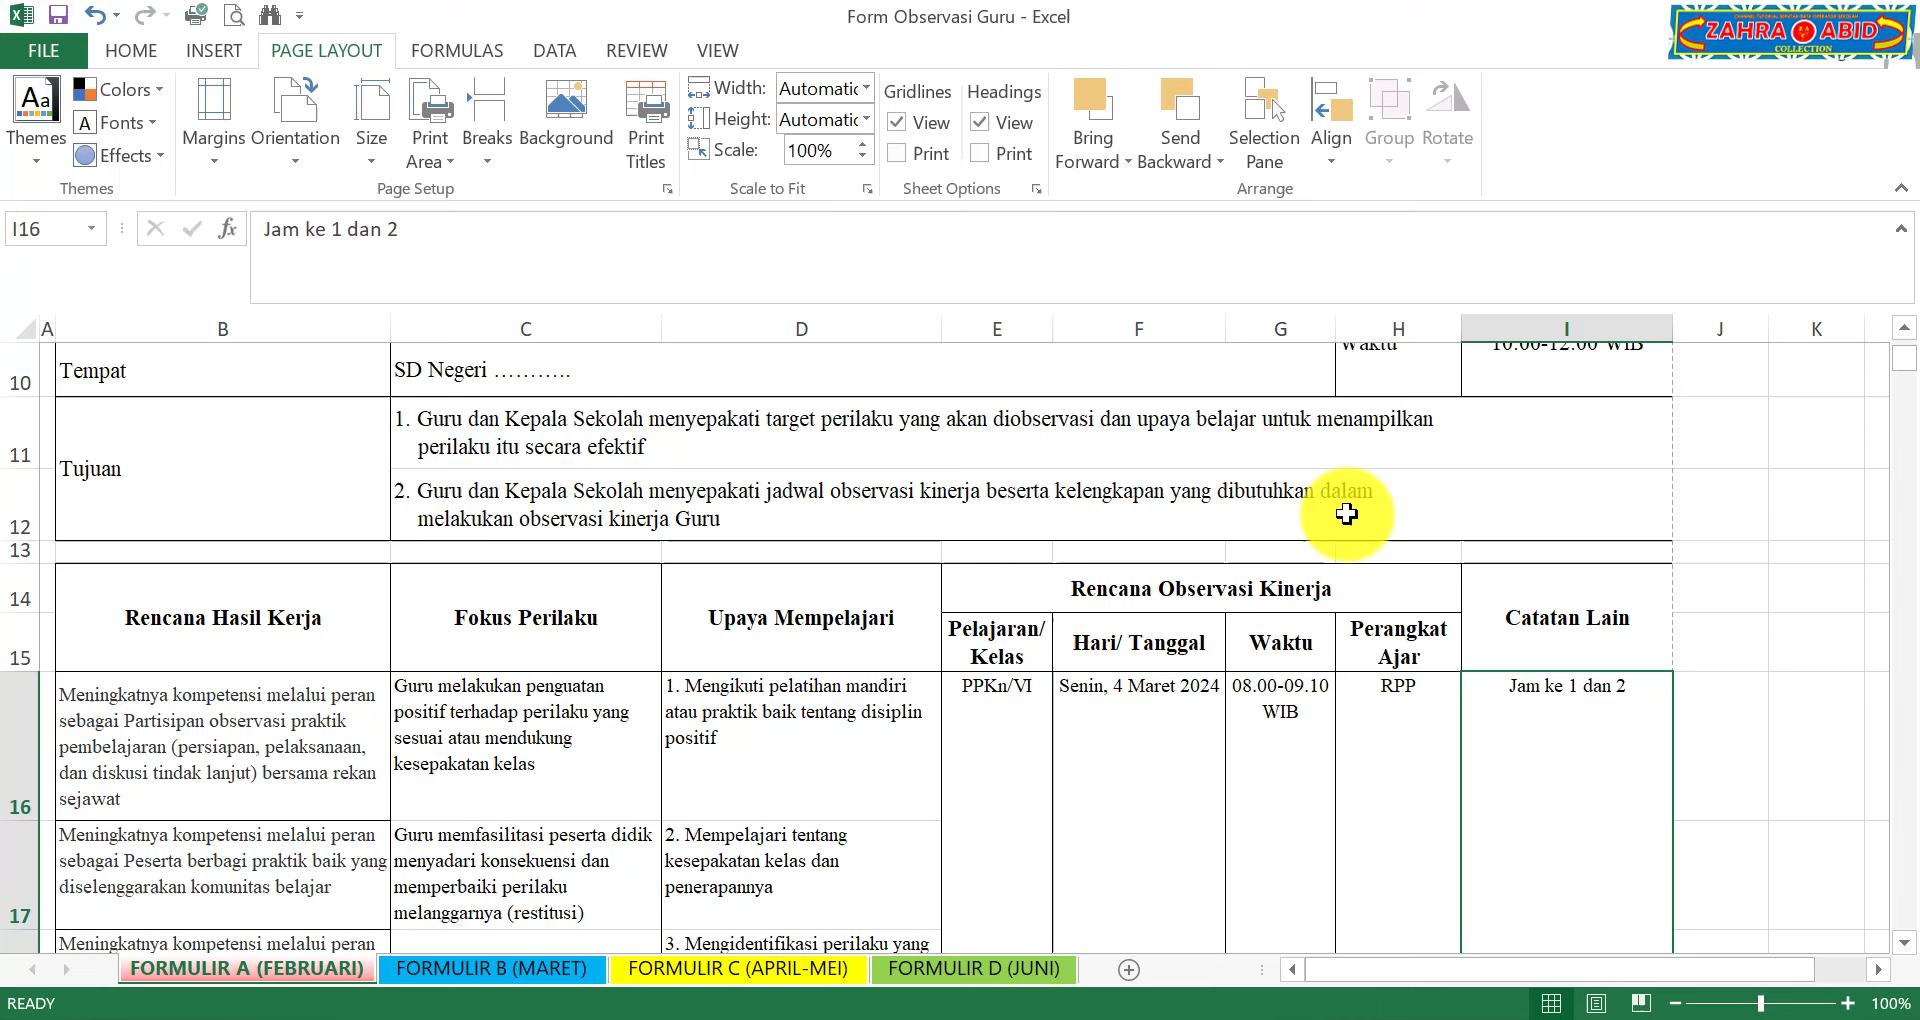 Form Observasi Guru - Excel
ZAHRA ABID
COLLECTION
FILE HOME INSERT PAGE LAYOUT FORMULAS DATA REVIEW VIEW
Aa
Themes
Colors
A Fonts
Effects
Themes
Margins
Orientation
Size
Print
Area
Breaks
Background
Print
Titles
Page Setup
Width: Automatic
Height: Automatic
Scale: 100%
Scale to Fit
Gridlines
View
Print
Headings
View
Print
Sheet Options
Bring
Forward
Send
Backward
Selection
Pane
Align
Group
Rotate
Arrange
I16
fx
Jam ke 1 dan 2
A B C D E F G H I J K
10
Tempat
SD Negeri ………..
Waktu
10.00-12.00 WIB
11
12
Tujuan
1. Guru dan Kepala Sekolah menyepakati target perilaku yang akan diobservasi dan upaya belajar untuk menampilkan
perilaku itu secara efektif
2. Guru dan Kepala Sekolah menyepakati jadwal observasi kinerja beserta kelengkapan yang dibutuhkan dalam
melakukan observasi kinerja Guru
13
14
15
Rencana Hasil Kerja
Fokus Perilaku
Upaya Mempelajari
Rencana Observasi Kinerja
Pelajaran/
Kelas
Hari/ Tanggal
Waktu
Perangkat
Ajar
Catatan Lain
16
Meningkatnya kompetensi melalui peran
sebagai Partisipan observasi praktik
pembelajaran (persiapan, pelaksanaan,
dan diskusi tindak lanjut) bersama rekan
sejawat
Guru melakukan penguatan
positif terhadap perilaku yang
sesuai atau mendukung
kesepakatan kelas
1. Mengikuti pelatihan mandiri
atau praktik baik tentang disiplin
positif
PPKn/VI
Senin, 4 Maret 2024
08.00-09.10
WIB
RPP
Jam ke 1 dan 2
17
Meningkatnya kompetensi melalui peran
sebagai Peserta berbagi praktik baik yang
diselenggarakan komunitas belajar
Guru memfasilitasi peserta didik
menyadari konsekuensi dan
memperbaiki perilaku
melanggarnya (restitusi)
2. Mempelajari tentang
kesepakatan kelas dan
penerapannya
Meningkatnya kompetensi melalui peran
3. Mengidentifikasi perilaku yang
FORMULIR A (FEBRUARI) FORMULIR B (MARET) FORMULIR C (APRIL-MEI) FORMULIR D (JUNI)
READY
100%